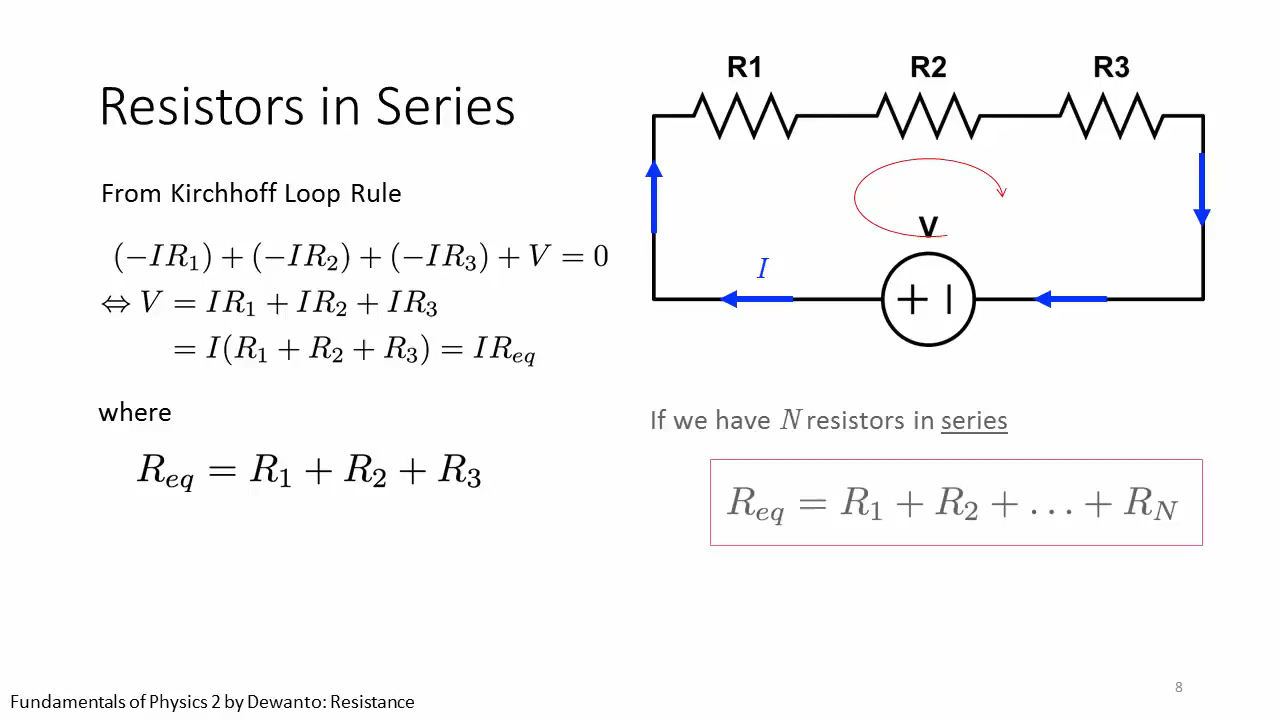 Resistors in Series
From Kirchhoff Loop Rule
(−IR₁) + (−IR₂) + (−IR₃) + V = 0
⇔ V = IR₁ + IR₂ + IR₃
= I(R₁ + R₂ + R₃) = IR_eq
where
R_eq = R₁ + R₂ + R₃
R1 R2 R3
V
I
+ −
If we have N resistors in series
R_eq = R₁ + R₂ + . . . + R_N
8
Fundamentals of Physics 2 by Dewanto: Resistance